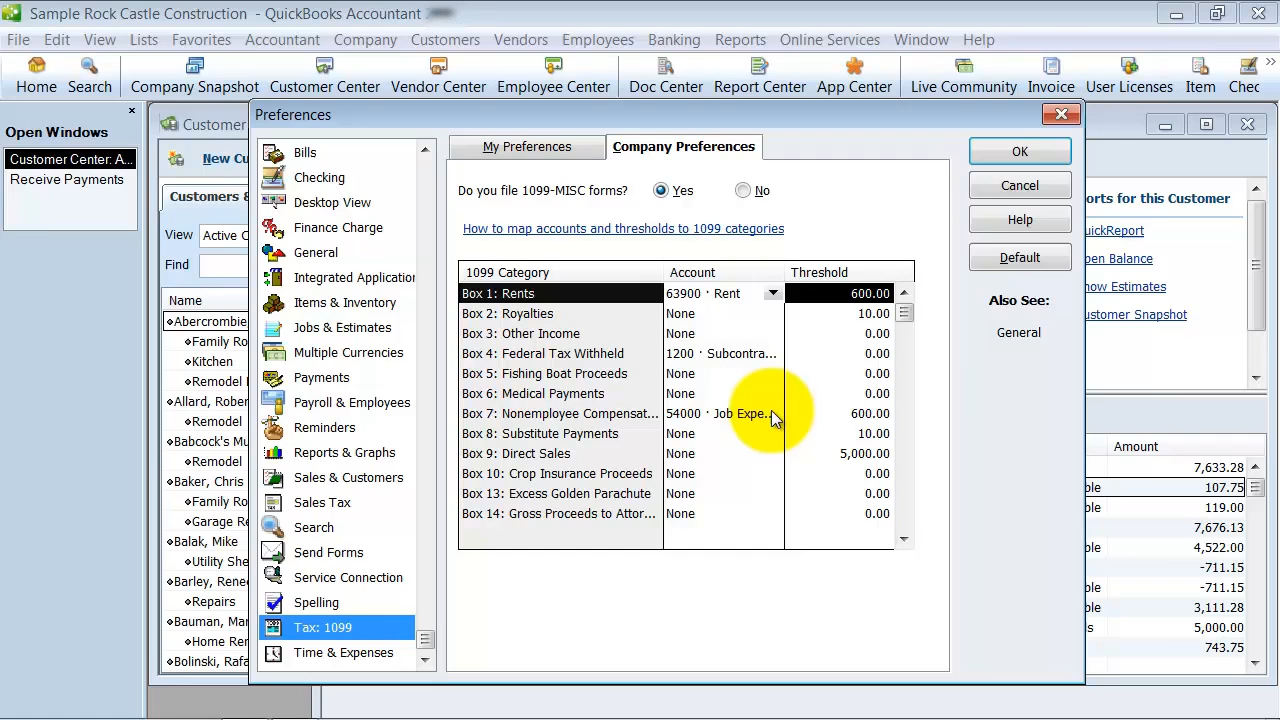 Sample Rock Castle Construction - QuickBooks Accountant
File Edit View Lists Favorites Accountant Company Customers Vendors Employees Banking Reports Online Services Window Help
Home Search Company Snapshot Customer Center Vendor Center Employee Center Doc Center Report Center App Center Live Community Invoice User Licenses Item Chec
Open Windows
Customer Center: A...
Receive Payments
Customer
New Cu
Customers &
View Active C
Find
Name
Abercrombie
Family Ro
Kitchen
Remodel
Allard, Robert
Remodel
Babcock's Mu
Remodel
Baker, Chris
Family Ro
Garage Re
Balak, Mike
Utility She
Barley, Renee
Repairs
Bauman, Mar
Home Ren
Bolinski, Rafa
Preferences
Bills
Checking
Desktop View
Finance Charge
General
Integrated Application
Items & Inventory
Jobs & Estimates
Multiple Currencies
Payments
Payroll & Employees
Reminders
Reports & Graphs
Sales & Customers
Sales Tax
Search
Send Forms
Service Connection
Spelling
Tax: 1099
Time & Expenses
My Preferences Company Preferences
Do you file 1099-MISC forms? Yes No
How to map accounts and thresholds to 1099 categories
1099 Category Account Threshold
Box 1: Rents 63900 · Rent 600.00
Box 2: Royalties None 10.00
Box 3: Other Income None 0.00
Box 4: Federal Tax Withheld 1200 · Subcontra... 0.00
Box 5: Fishing Boat Proceeds None 0.00
Box 6: Medical Payments None 0.00
Box 7: Nonemployee Compensat... 54000 · Job Expe... 600.00
Box 8: Substitute Payments None 10.00
Box 9: Direct Sales None 5,000.00
Box 10: Crop Insurance Proceeds None 0.00
Box 13: Excess Golden Parachute None 0.00
Box 14: Gross Proceeds to Attor... None 0.00
OK
Cancel
Help
Default
Also See:
General
orts for this Customer
uickReport
pen Balance
how Estimates
ustomer Snapshot
Amount
7,633.28
ble 107.75
ble 119.00
7,676.13
ble 4,522.00
-711.15
ble -711.15
ble 3,111.28
s 5,000.00
ble 743.75